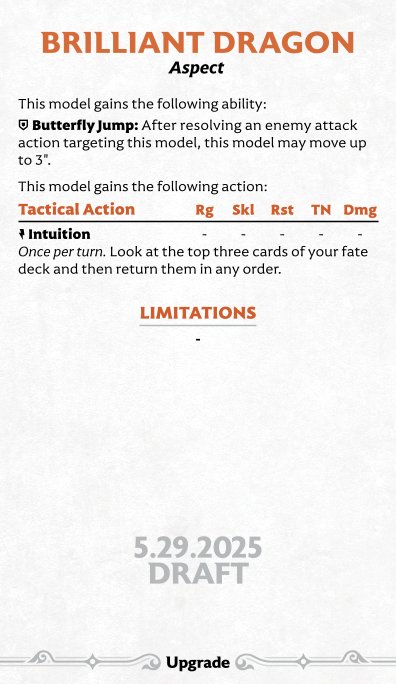 BRILLIANT DRAGON
Aspect
This model gains the following ability:
Butterfly Jump: After resolving an enemy attack
action targeting this model, this model may move up
to 3".
This model gains the following action:
Tactical Action Rg Skl Rst TN Dmg
Intuition - - - - -
Once per turn. Look at the top three cards of your fate
deck and then return them in any order.
LIMITATIONS
-
5.29.2025
DRAFT
Upgrade